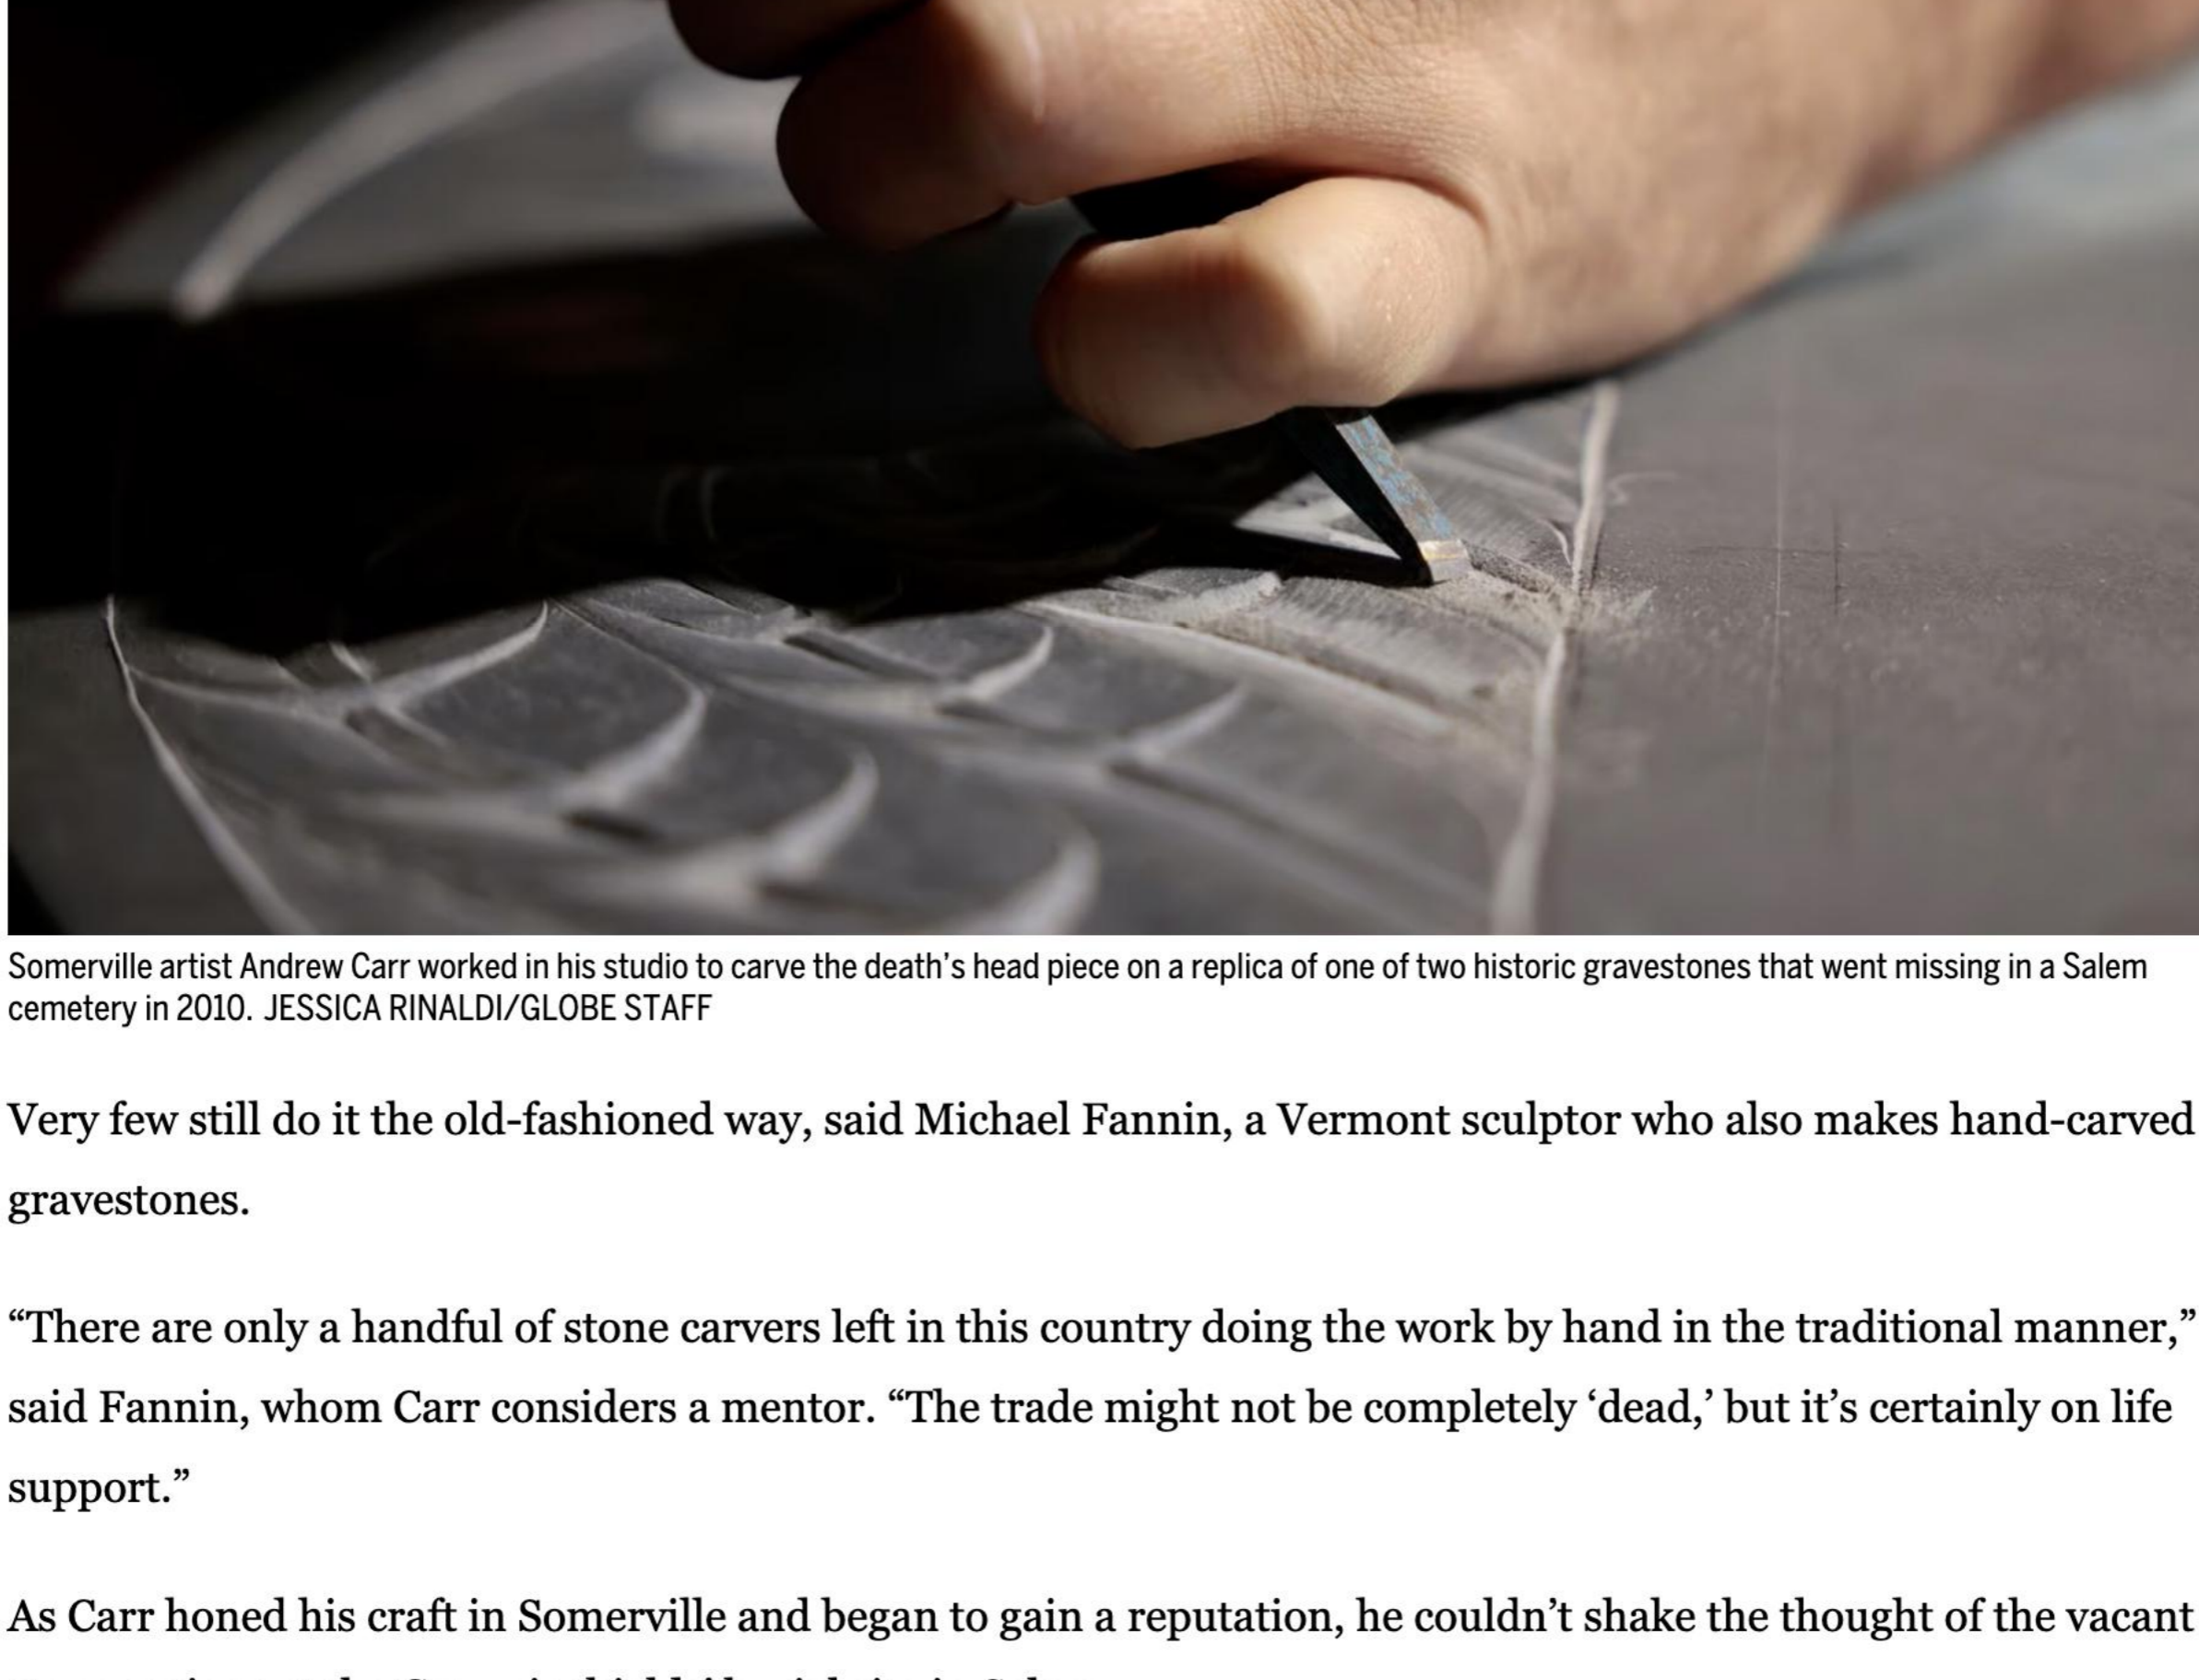 Somerville artist Andrew Carr worked in his studio to carve the death's head piece on a replica of one of two historic gravestones that went missing in a Salem
cemetery in 2010. JESSICA RINALDI/GLOBE STAFF
Very few still do it the old-fashioned way, said Michael Fannin, a Vermont sculptor who also makes hand-carved
gravestones.
“There are only a handful of stone carvers left in this country doing the work by hand in the traditional manner,”
said Fannin, whom Carr considers a mentor. “The trade might not be completely ‘dead,’ but it’s certainly on life
support.”
As Carr honed his craft in Somerville and began to gain a reputation, he couldn’t shake the thought of the vacant